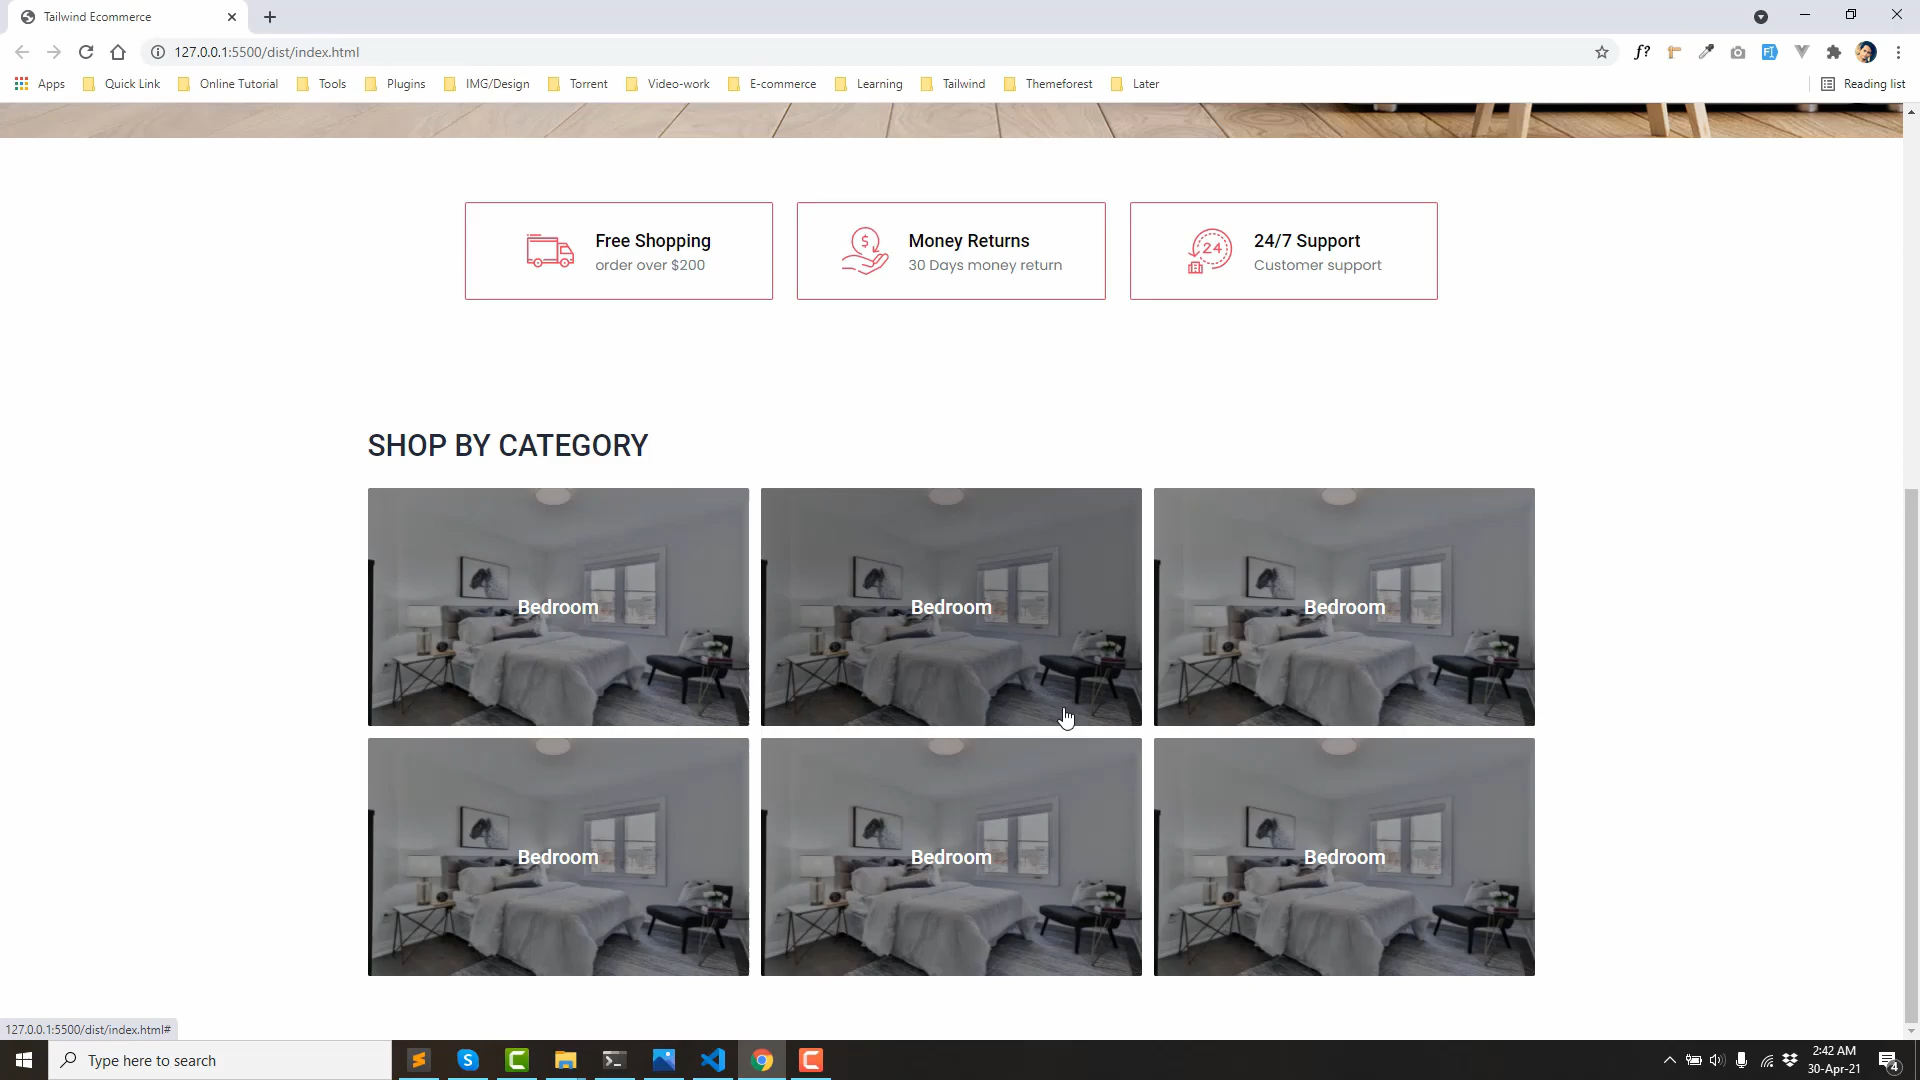 Tailwind Ecommerce
127.0.0.1:5500/dist/index.html
f?
Apps Quick Link Online Tutorial Tools Plugins IMG/Design Torrent Video-work E-commerce Learning Tailwind Themeforest Later Reading list
Free Shopping
order over $200
$
Money Returns
30 Days money return
24
24/7 Support
Customer support
SHOP BY CATEGORY
Bedroom Bedroom Bedroom
Bedroom Bedroom Bedroom
127.0.0.1:5500/dist/index.html#
Type here to search
2:42 AM
30-Apr-21
4